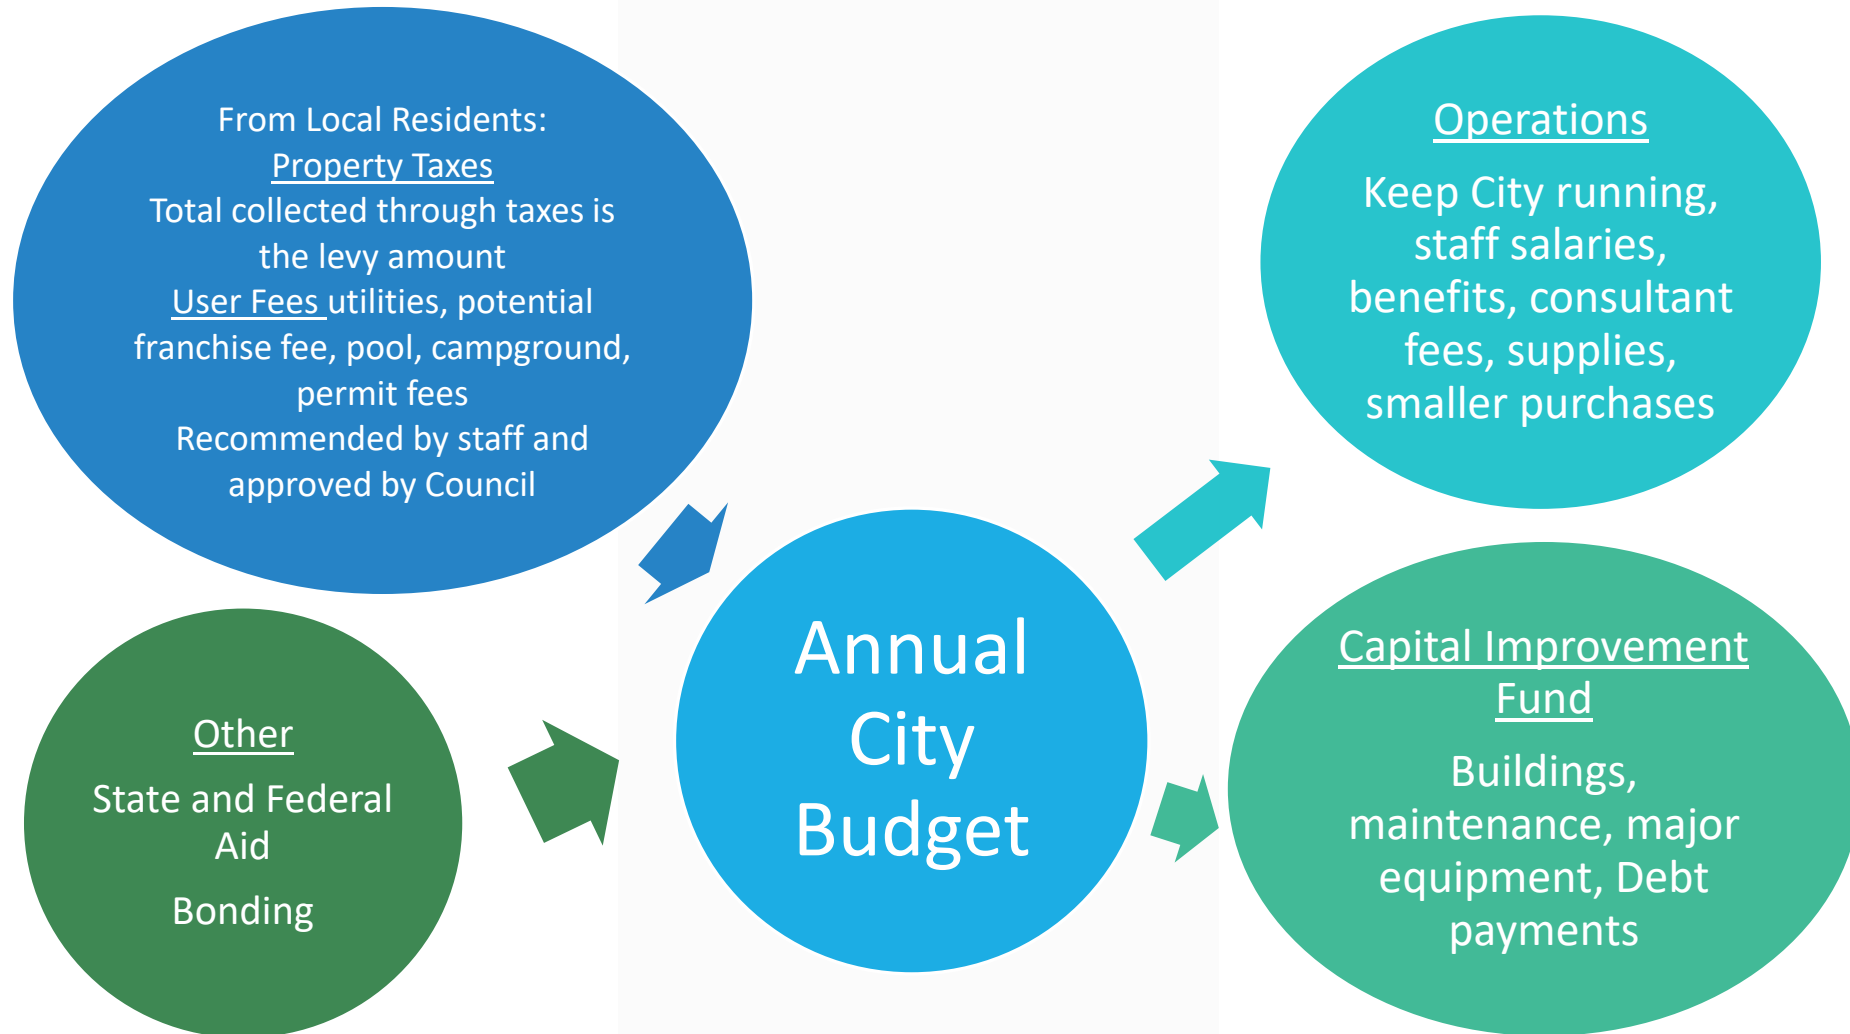 From Local Residents:
Property Taxes
Total collected through taxes is
the levy amount
User Fees utilities, potential
franchise fee, pool, campground,
permit fees
Recommended by staff and
approved by Council
Other
State and Federal
Aid
Bonding
Annual
City
Budget
Operations
Keep City running,
staff salaries,
benefits, consultant
fees, supplies,
smaller purchases
Capital Improvement
Fund
Buildings,
maintenance, major
equipment, Debt
payments